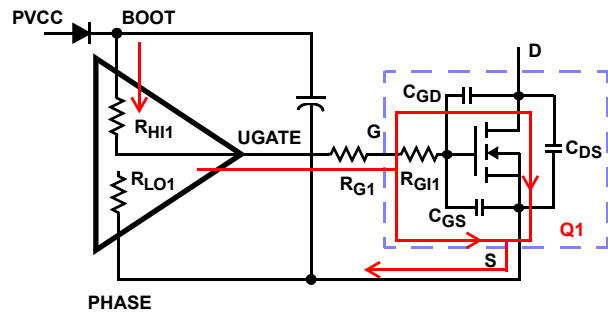 PVCC
BOOT
D
CGD
RHI1
UGATE
G
CDS
RLO1
RG1
RGI1
CGS
Q1
S
PHASE